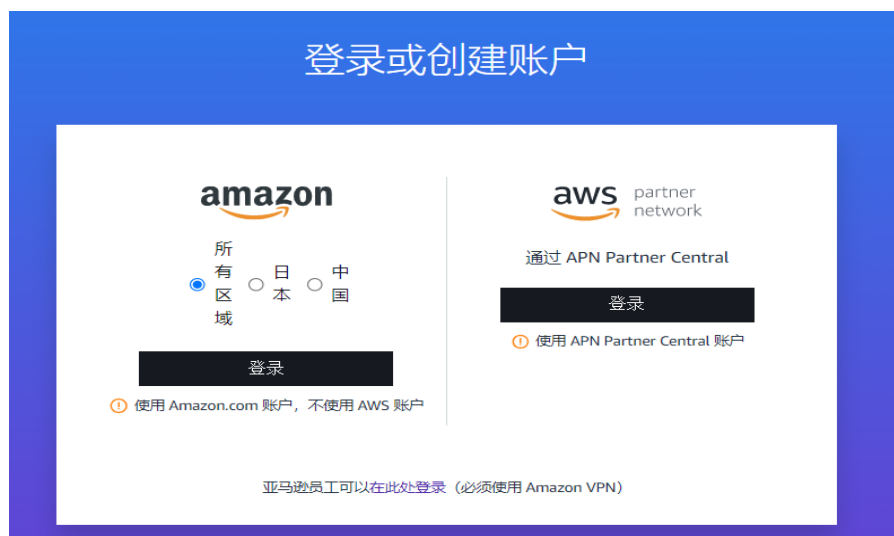 登录或创建账户
amazon
所有区域
日本
中国
登录
使用 Amazon.com 账户，不使用 AWS 账户
aws partner network
通过 APN Partner Central
登录
使用 APN Partner Central 账户
亚马逊员工可以在此处登录（必须使用 Amazon VPN）